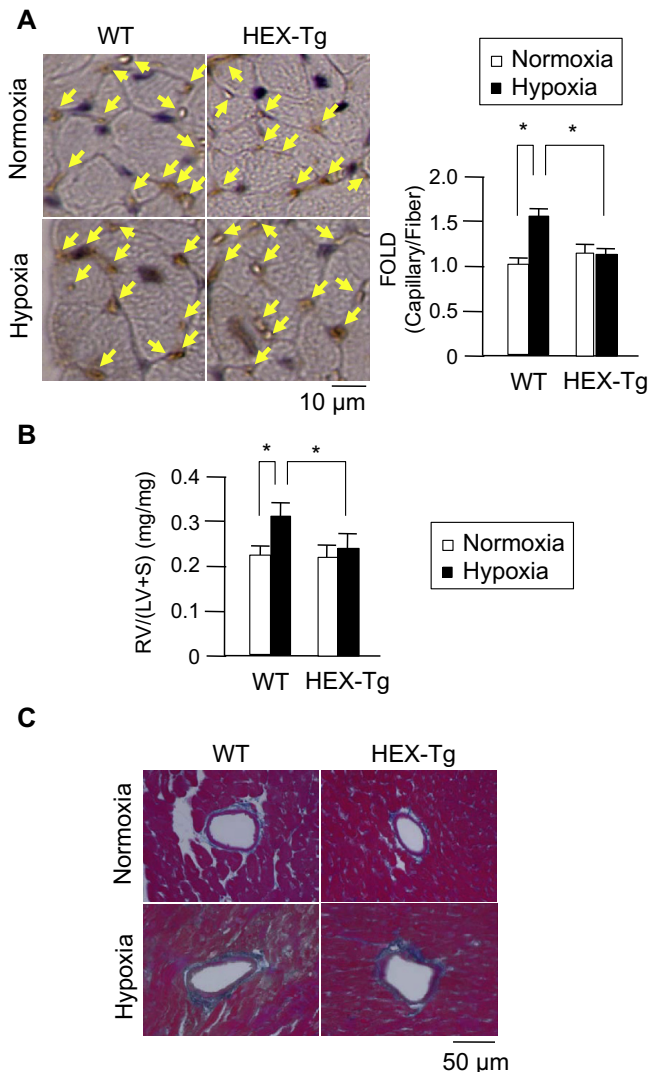 A
WT
HEX-Tg
Normoxia
Hypoxia
10 µm
Normoxia
Hypoxia
*
*
FOLD
(Capillary/Fiber)
2.0
1.5
1.0
0
WT
HEX-Tg
B
*
*
RV/(LV+S) (mg/mg)
0.4
0.3
0.2
0.1
0
WT
HEX-Tg
Normoxia
Hypoxia
C
WT
HEX-Tg
Normoxia
Hypoxia
50 µm